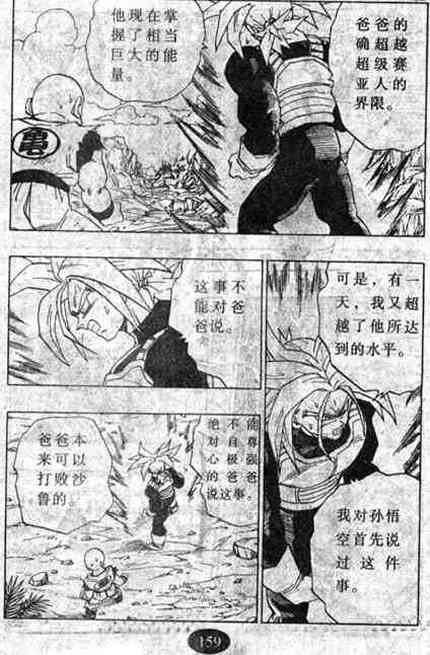 爸爸的
确超越
超级赛
亚人的
界限。
他现在掌
握了相当
巨大的能
量。
亀
可是，有一
天，我又超
越了他所达
到的水平。
我对孙悟
空首先说
过这件
事。
这事不
能对爸
爸说。
绝不能
对自尊
心极强
的爸爸
说这事。
爸爸本
来可以
打败沙
鲁的。
159